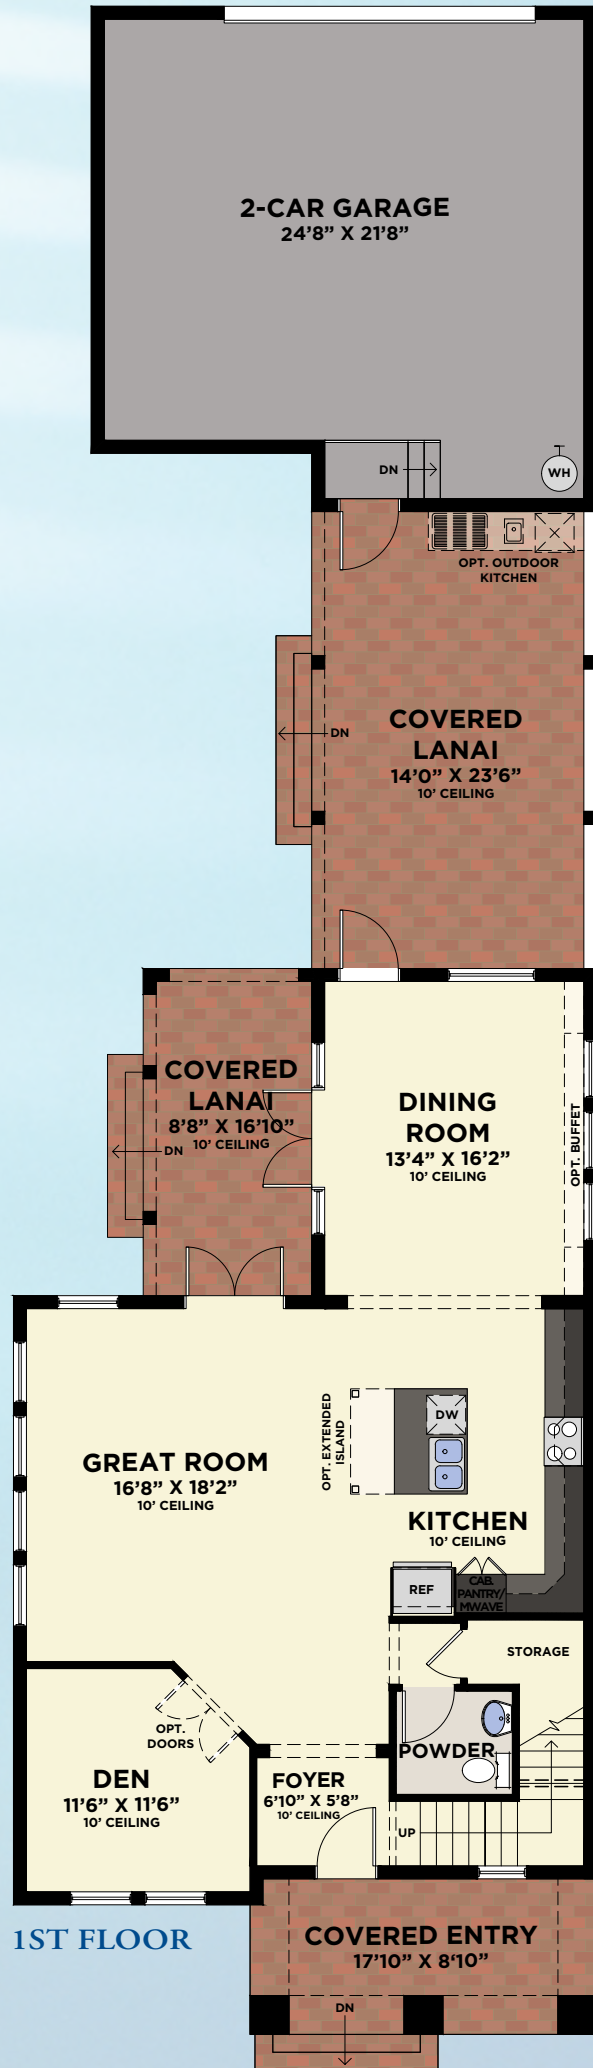 2-CAR GARAGE
24’8” X 21’8”
DN
WH
OPT. OUTDOOR
KITCHEN
COVERED
LANAI
14’0” X 23’6”
10’ CEILING
DN
COVERED
LANAI
8’8” X 16’10”
10’ CEILING
DN
DINING
ROOM
13’4” X 16’2”
10’ CEILING
OPT. BUFFET
GREAT ROOM
16’8” X 18’2”
10’ CEILING
OPT. EXTENDED
ISLAND
DW
KITCHEN
10’ CEILING
REF
CAB.
PANTRY/
MWAVE
STORAGE
OPT.
DOORS
DEN
11’6” X 11’6”
10’ CEILING
POWDER
FOYER
6’10” X 5’8”
10’ CEILING
UP
1ST FLOOR
COVERED ENTRY
17’10” X 8‘10”
DN